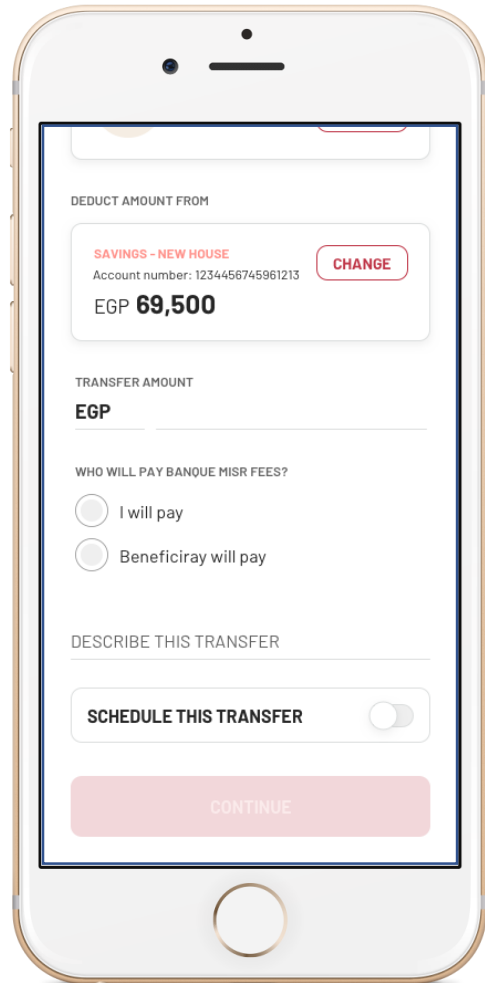 DEDUCT AMOUNT FROM
SAVINGS - NEW HOUSE
Account number: 1234456745961213
CHANGE
EGP 69,500
TRANSFER AMOUNT
EGP
WHO WILL PAY BANQUE MISR FEES?
I will pay
Beneficiray will pay
DESCRIBE THIS TRANSFER
SCHEDULE THIS TRANSFER
CONTINUE